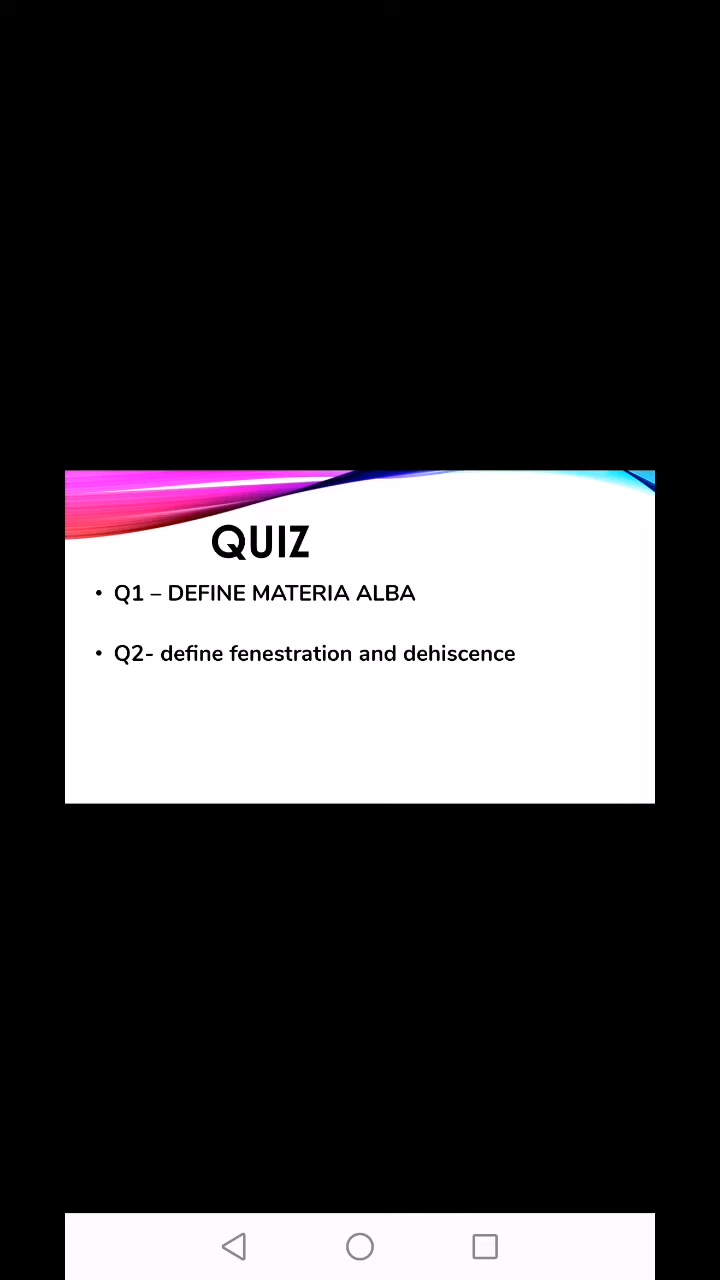 QUIZ
• Q1 – DEFINE MATERIA ALBA
• Q2- define fenestration and dehiscence